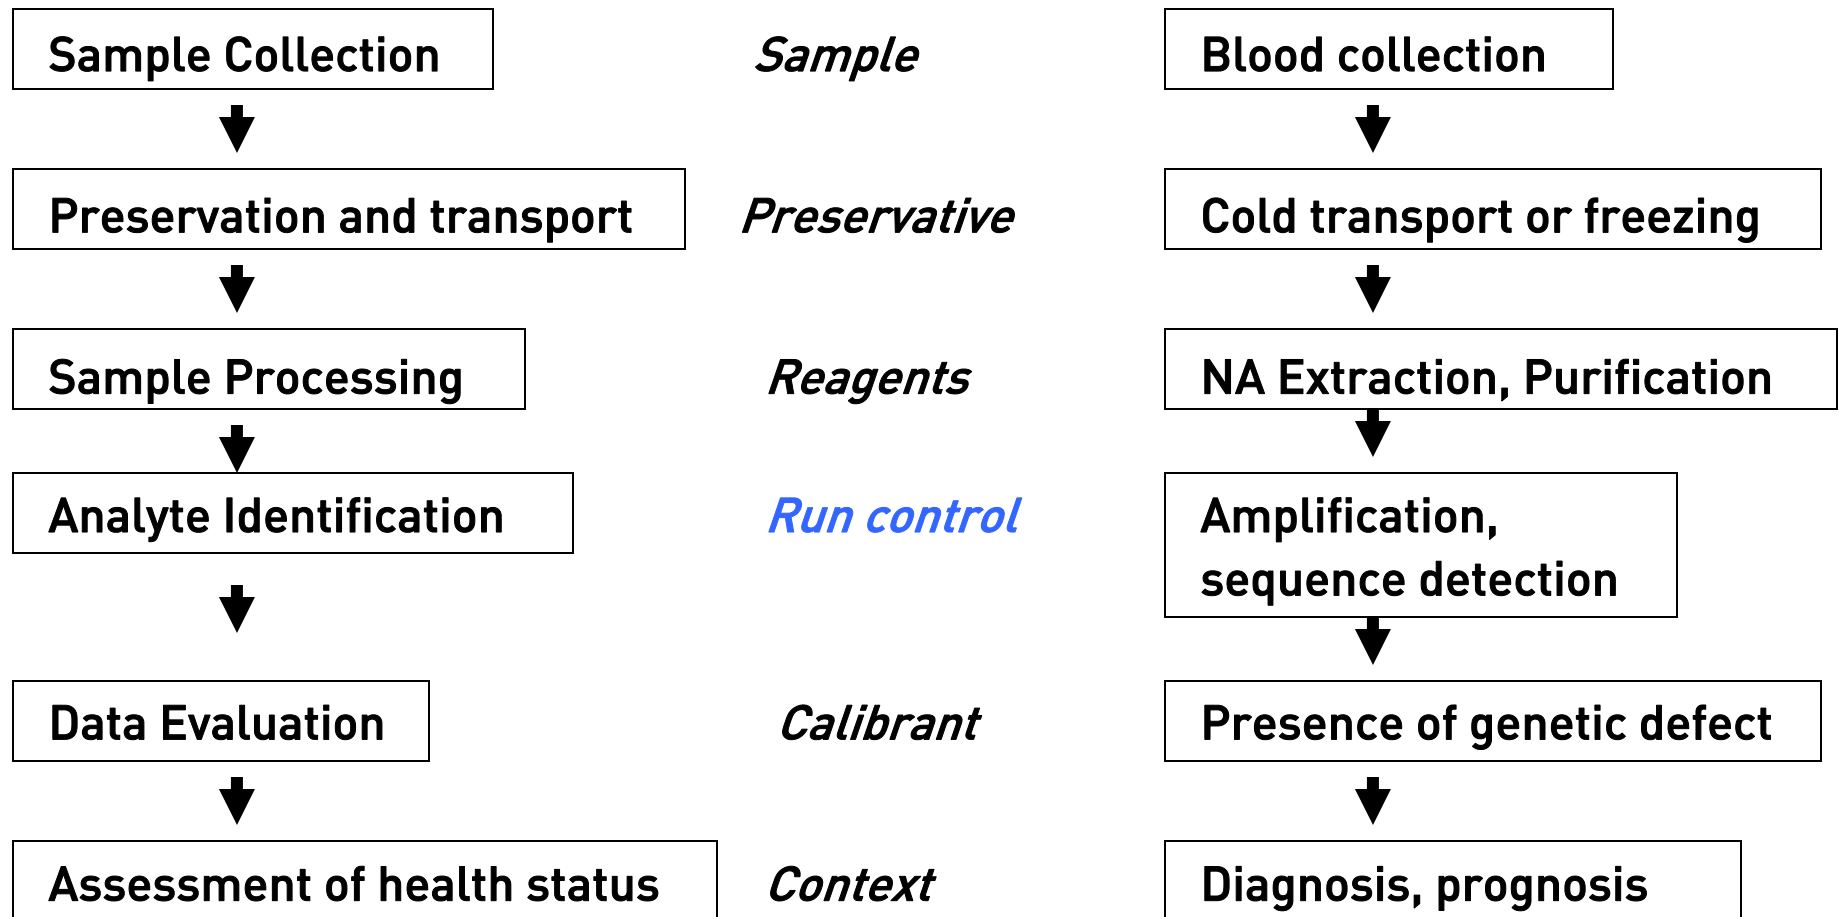 Sample Collection
Sample
Blood collection
Preservation and transport
Preservative
Cold transport or freezing
Sample Processing
Reagents
NA Extraction, Purification
Analyte Identification
Run control
Amplification,
sequence detection
Data Evaluation
Calibrant
Presence of genetic defect
Assessment of health status
Context
Diagnosis, prognosis